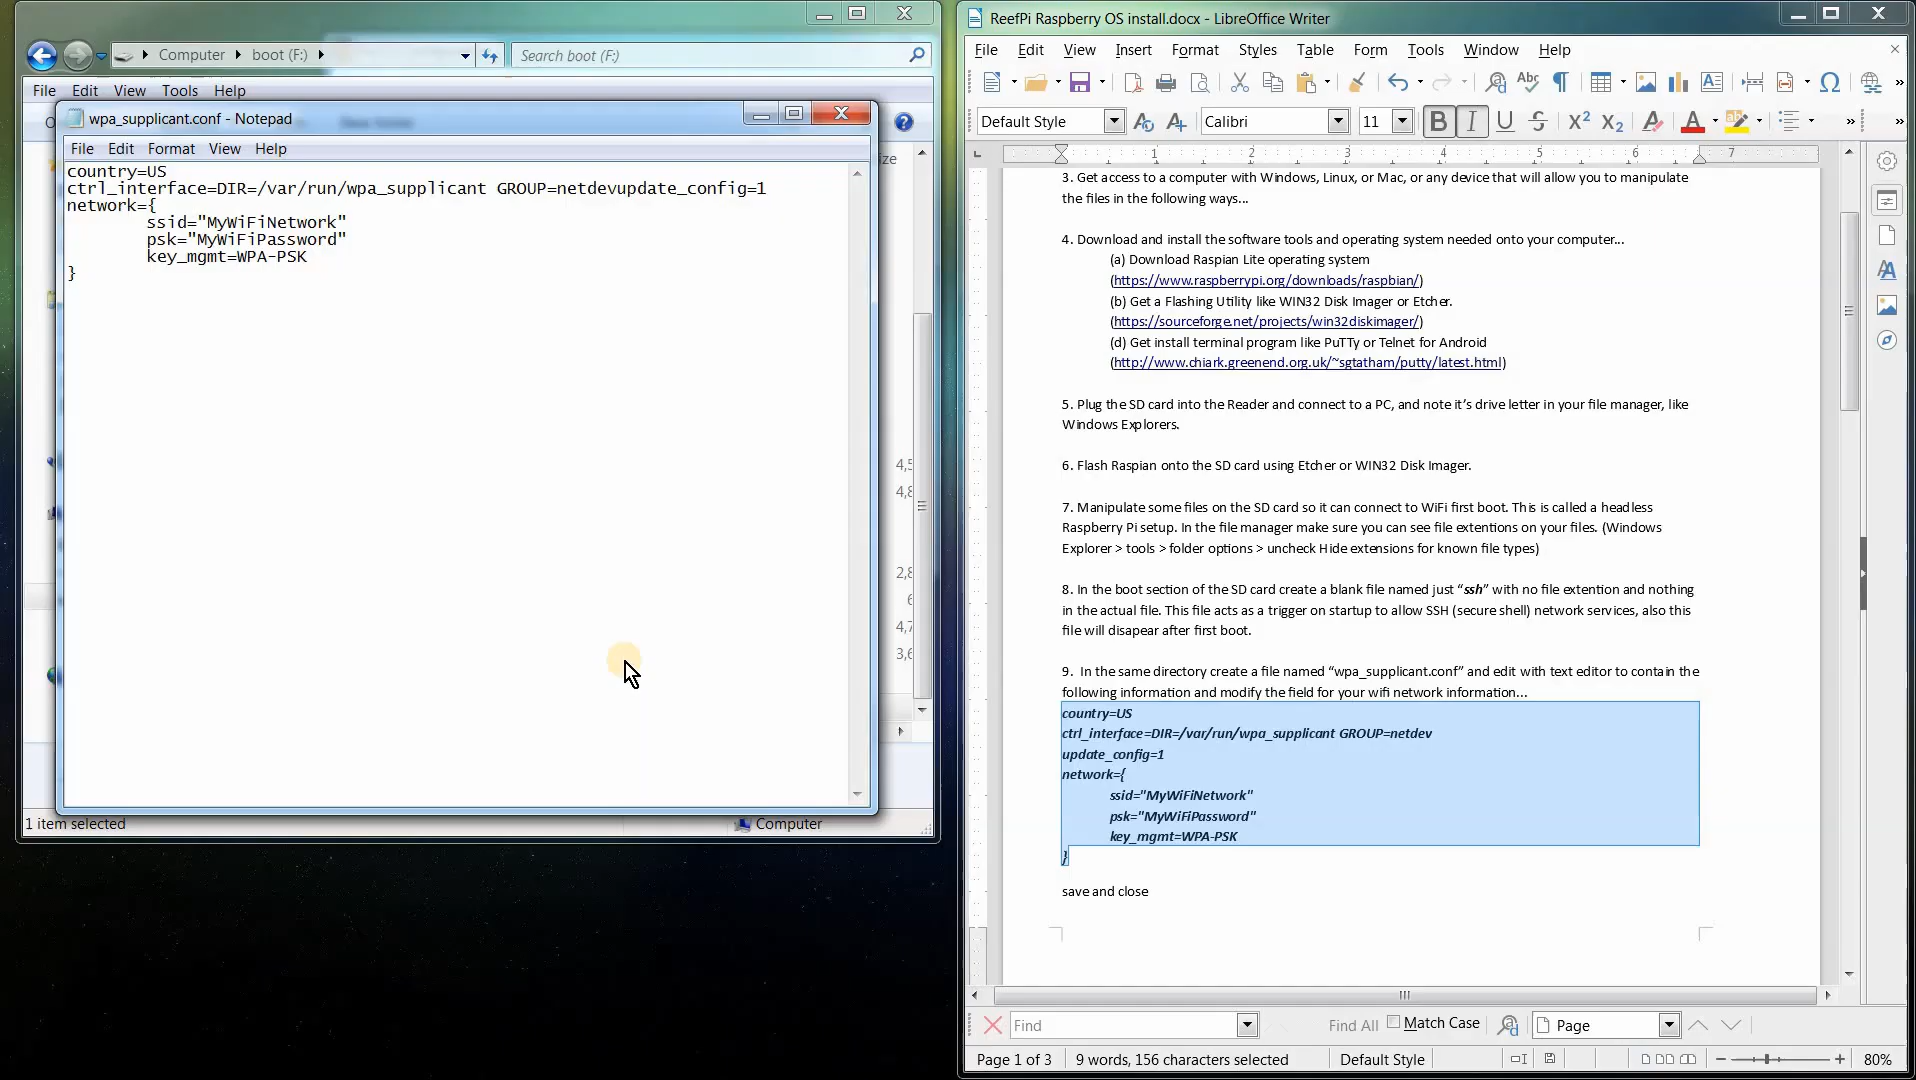 Computer
boot (F:)
Search boot (F:)
File Edit View Tools Help
wpa_supplicant.conf - Notepad
File Edit Format View Help
country=US
ctrl_interface=DIR=/var/run/wpa_supplicant GROUP=netdevupdate_config=1
network={
ssid="MyWiFiNetwork"
psk="MyWiFiPassword"
key_mgmt=WPA-PSK
}
4,5
4,8
2,8
6
4,7
3,6
1 item selected
Computer
ReefPi Raspberry OS install.docx - LibreOffice Writer
File Edit View Insert Format Styles Table Form Tools Window Help
Default Style Calibri 11
1 2 3 4 5 6 7
3. Get access to a computer with Windows, Linux, or Mac, or any device that will allow you to manipulate
the files in the following ways...
4. Download and install the software tools and operating system needed onto your computer...
(a) Download Raspian Lite operating system
(https://www.raspberrypi.org/downloads/raspbian/)
(b) Get a Flashing Utility like WIN32 Disk Imager or Etcher.
(https://sourceforge.net/projects/win32diskimager/)
(d) Get install terminal program like PuTTy or Telnet for Android
(http://www.chiark.greenend.org.uk/~sgtatham/putty/latest.html)
5. Plug the SD card into the Reader and connect to a PC, and note it’s drive letter in your file manager, like
Windows Explorers.
6. Flash Raspian onto the SD card using Etcher or WIN32 Disk Imager.
7. Manipulate some files on the SD card so it can connect to WiFi first boot. This is called a headless
Raspberry Pi setup. In the file manager make sure you can see file extentions on your files. (Windows
Explorer > tools > folder options > uncheck Hide extensions for known file types)
8. In the boot section of the SD card create a blank file named just “ssh” with no file extention and nothing
in the actual file. This file acts as a trigger on startup to allow SSH (secure shell) network services, also this
file will disapear after first boot.
9. In the same directory create a file named “wpa_supplicant.conf” and edit with text editor to contain the
following information and modify the field for your wifi network information...
country=US
ctrl_interface=DIR=/var/run/wpa_supplicant GROUP=netdev
update_config=1
network={
ssid="MyWiFiNetwork"
psk="MyWiFiPassword"
key_mgmt=WPA-PSK
}
save and close
Find Find All Match Case Page
Page 1 of 3 9 words, 156 characters selected Default Style 80%